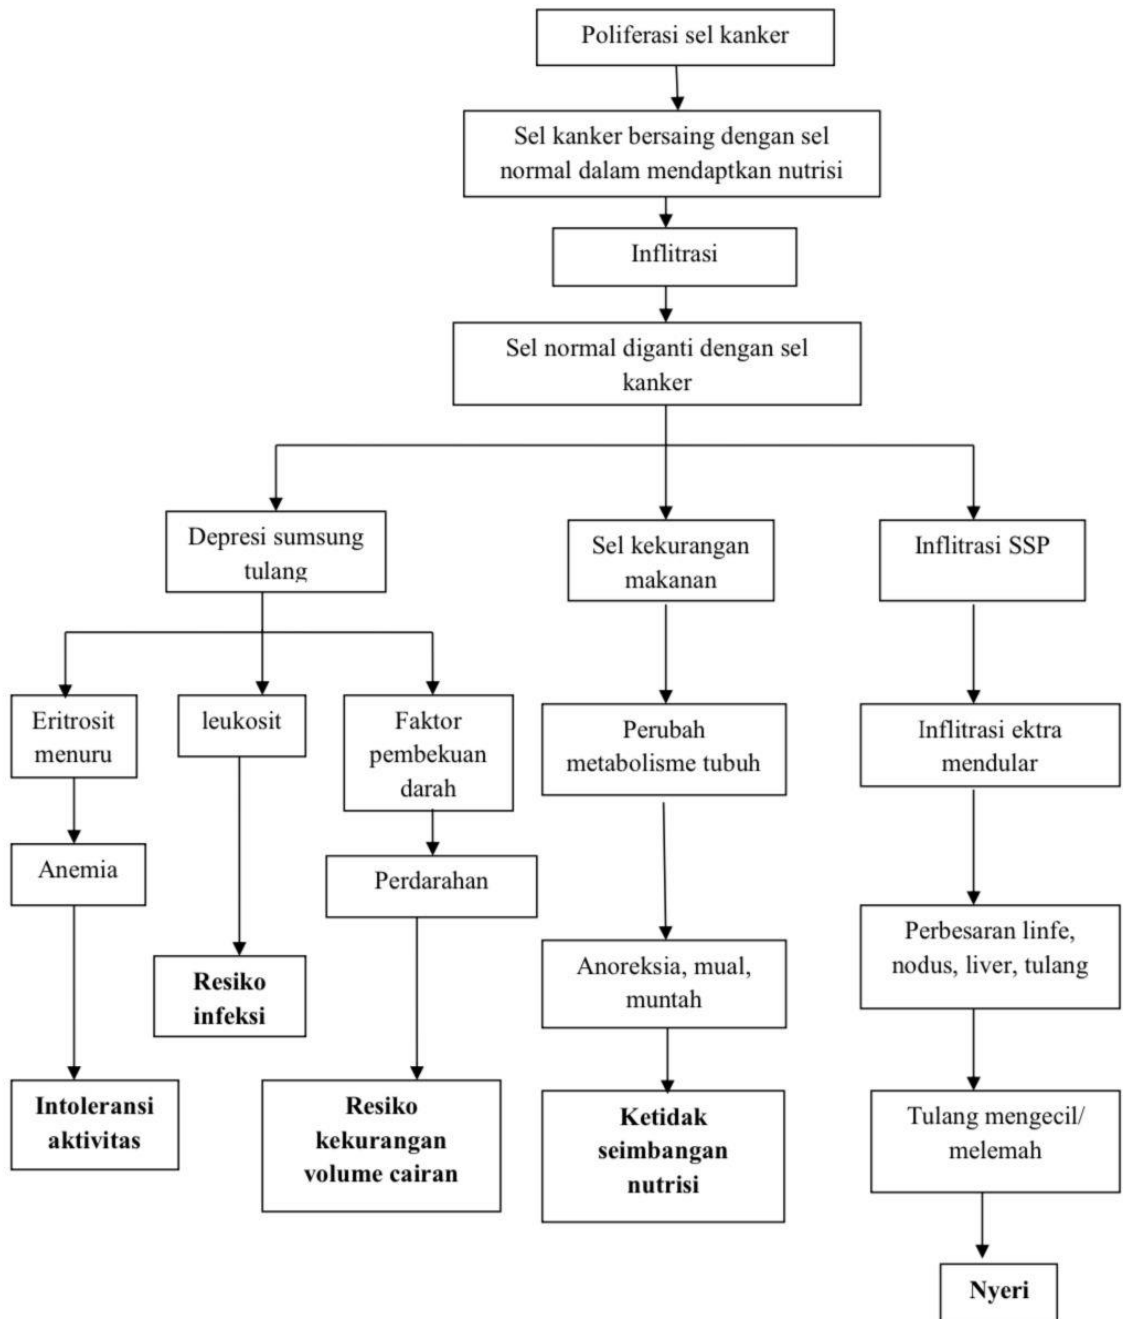 Poliferasi sel kanker
Sel kanker bersaing dengan sel
normal dalam mendaptkan nutrisi
Inflitrasi
Sel normal diganti dengan sel
kanker
Depresi sumsung
tulang
Sel kekurangan
makanan
Inflitrasi SSP
Eritrosit
menuru
leukosit
Faktor
pembekuan
darah
Perubah
metabolisme tubuh
Inflitrasi ektra
mendular
Anemia
Perdarahan
Perbesaran linfe,
nodus, liver, tulang
Anoreksia, mual,
muntah
Resiko
infeksi
Intoleransi
aktivitas
Resiko
kekurangan
volume cairan
Ketidak
seimbangan
nutrisi
Tulang mengecil/
melemah
Nyeri